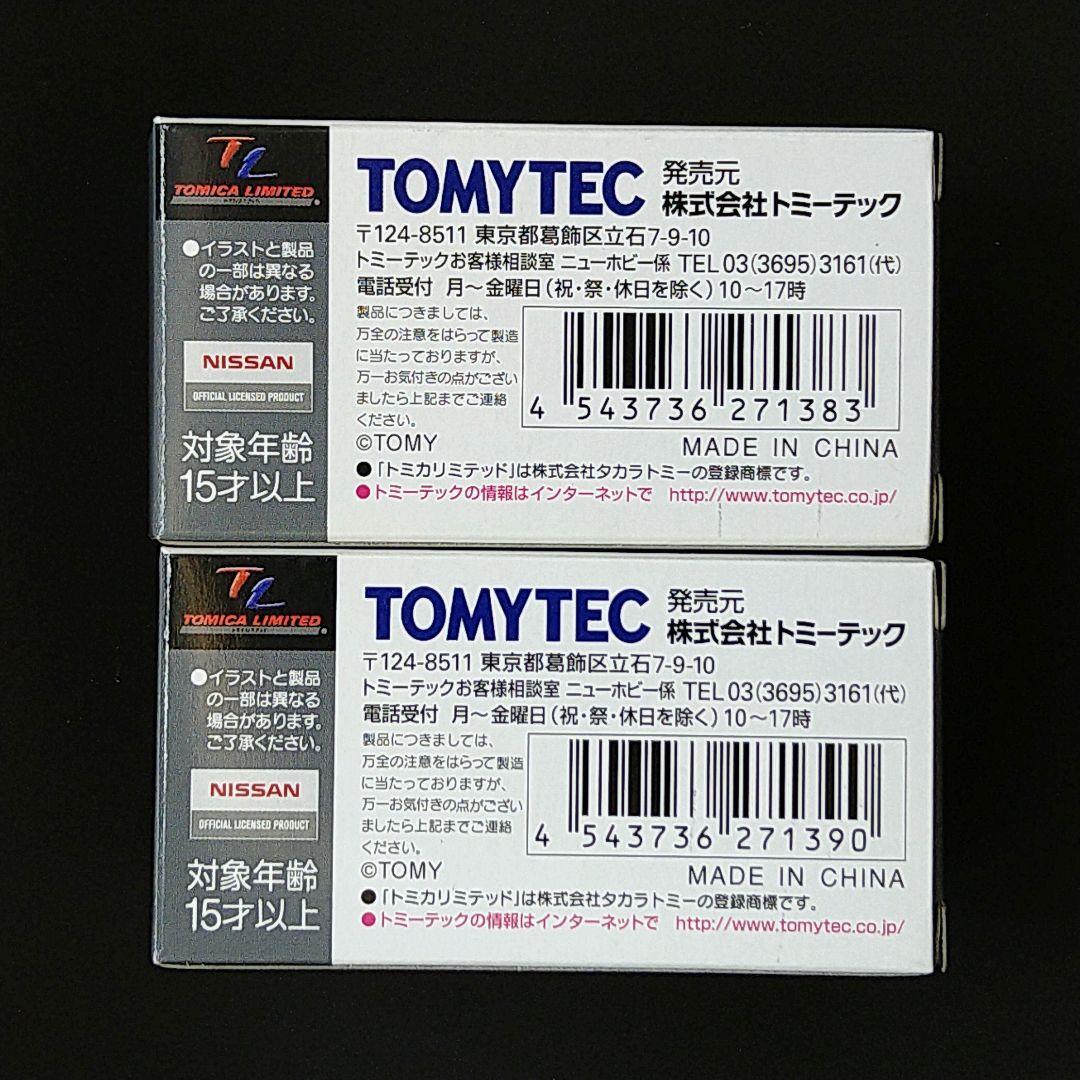 TL
TOMICA LIMITED
●イラストと製品
の一部は異なる
場合があります。
ご了承ください。
NISSAN
OFFICIAL LICENSED PRODUCT
対象年齢
15才以上
TOMYTEC 発売元
株式会社トミーテック
〒124-8511 東京都葛飾区立石7-9-10
トミーテックお客様相談室 ニューホビー係 TEL 03(3695)3161(代)
電話受付 月～金曜日(祝・祭・休日を除く)10～17時
製品につきましては、
万全の注意をはらって製造
に当たっておりますが、
万一お気付きの点がござい
ましたら上記までご連絡
ください。
4 543736 271383
©TOMY MADE IN CHINA
●「トミカリミテッド」は株式会社タカラトミーの登録商標です。
●トミーテックの情報はインターネットで http://www.tomytec.co.jp/
TL
TOMICA LIMITED
●イラストと製品
の一部は異なる
場合があります。
ご了承ください。
NISSAN
OFFICIAL LICENSED PRODUCT
対象年齢
15才以上
TOMYTEC 発売元
株式会社トミーテック
〒124-8511 東京都葛飾区立石7-9-10
トミーテックお客様相談室 ニューホビー係 TEL 03(3695)3161(代)
電話受付 月～金曜日(祝・祭・休日を除く)10～17時
製品につきましては、
万全の注意をはらって製造
に当たっておりますが、
万一お気付きの点がござい
ましたら上記までご連絡
ください。
4 543736 271390
©TOMY MADE IN CHINA
●「トミカリミテッド」は株式会社タカラトミーの登録商標です。
●トミーテックの情報はインターネットで http://www.tomytec.co.jp/